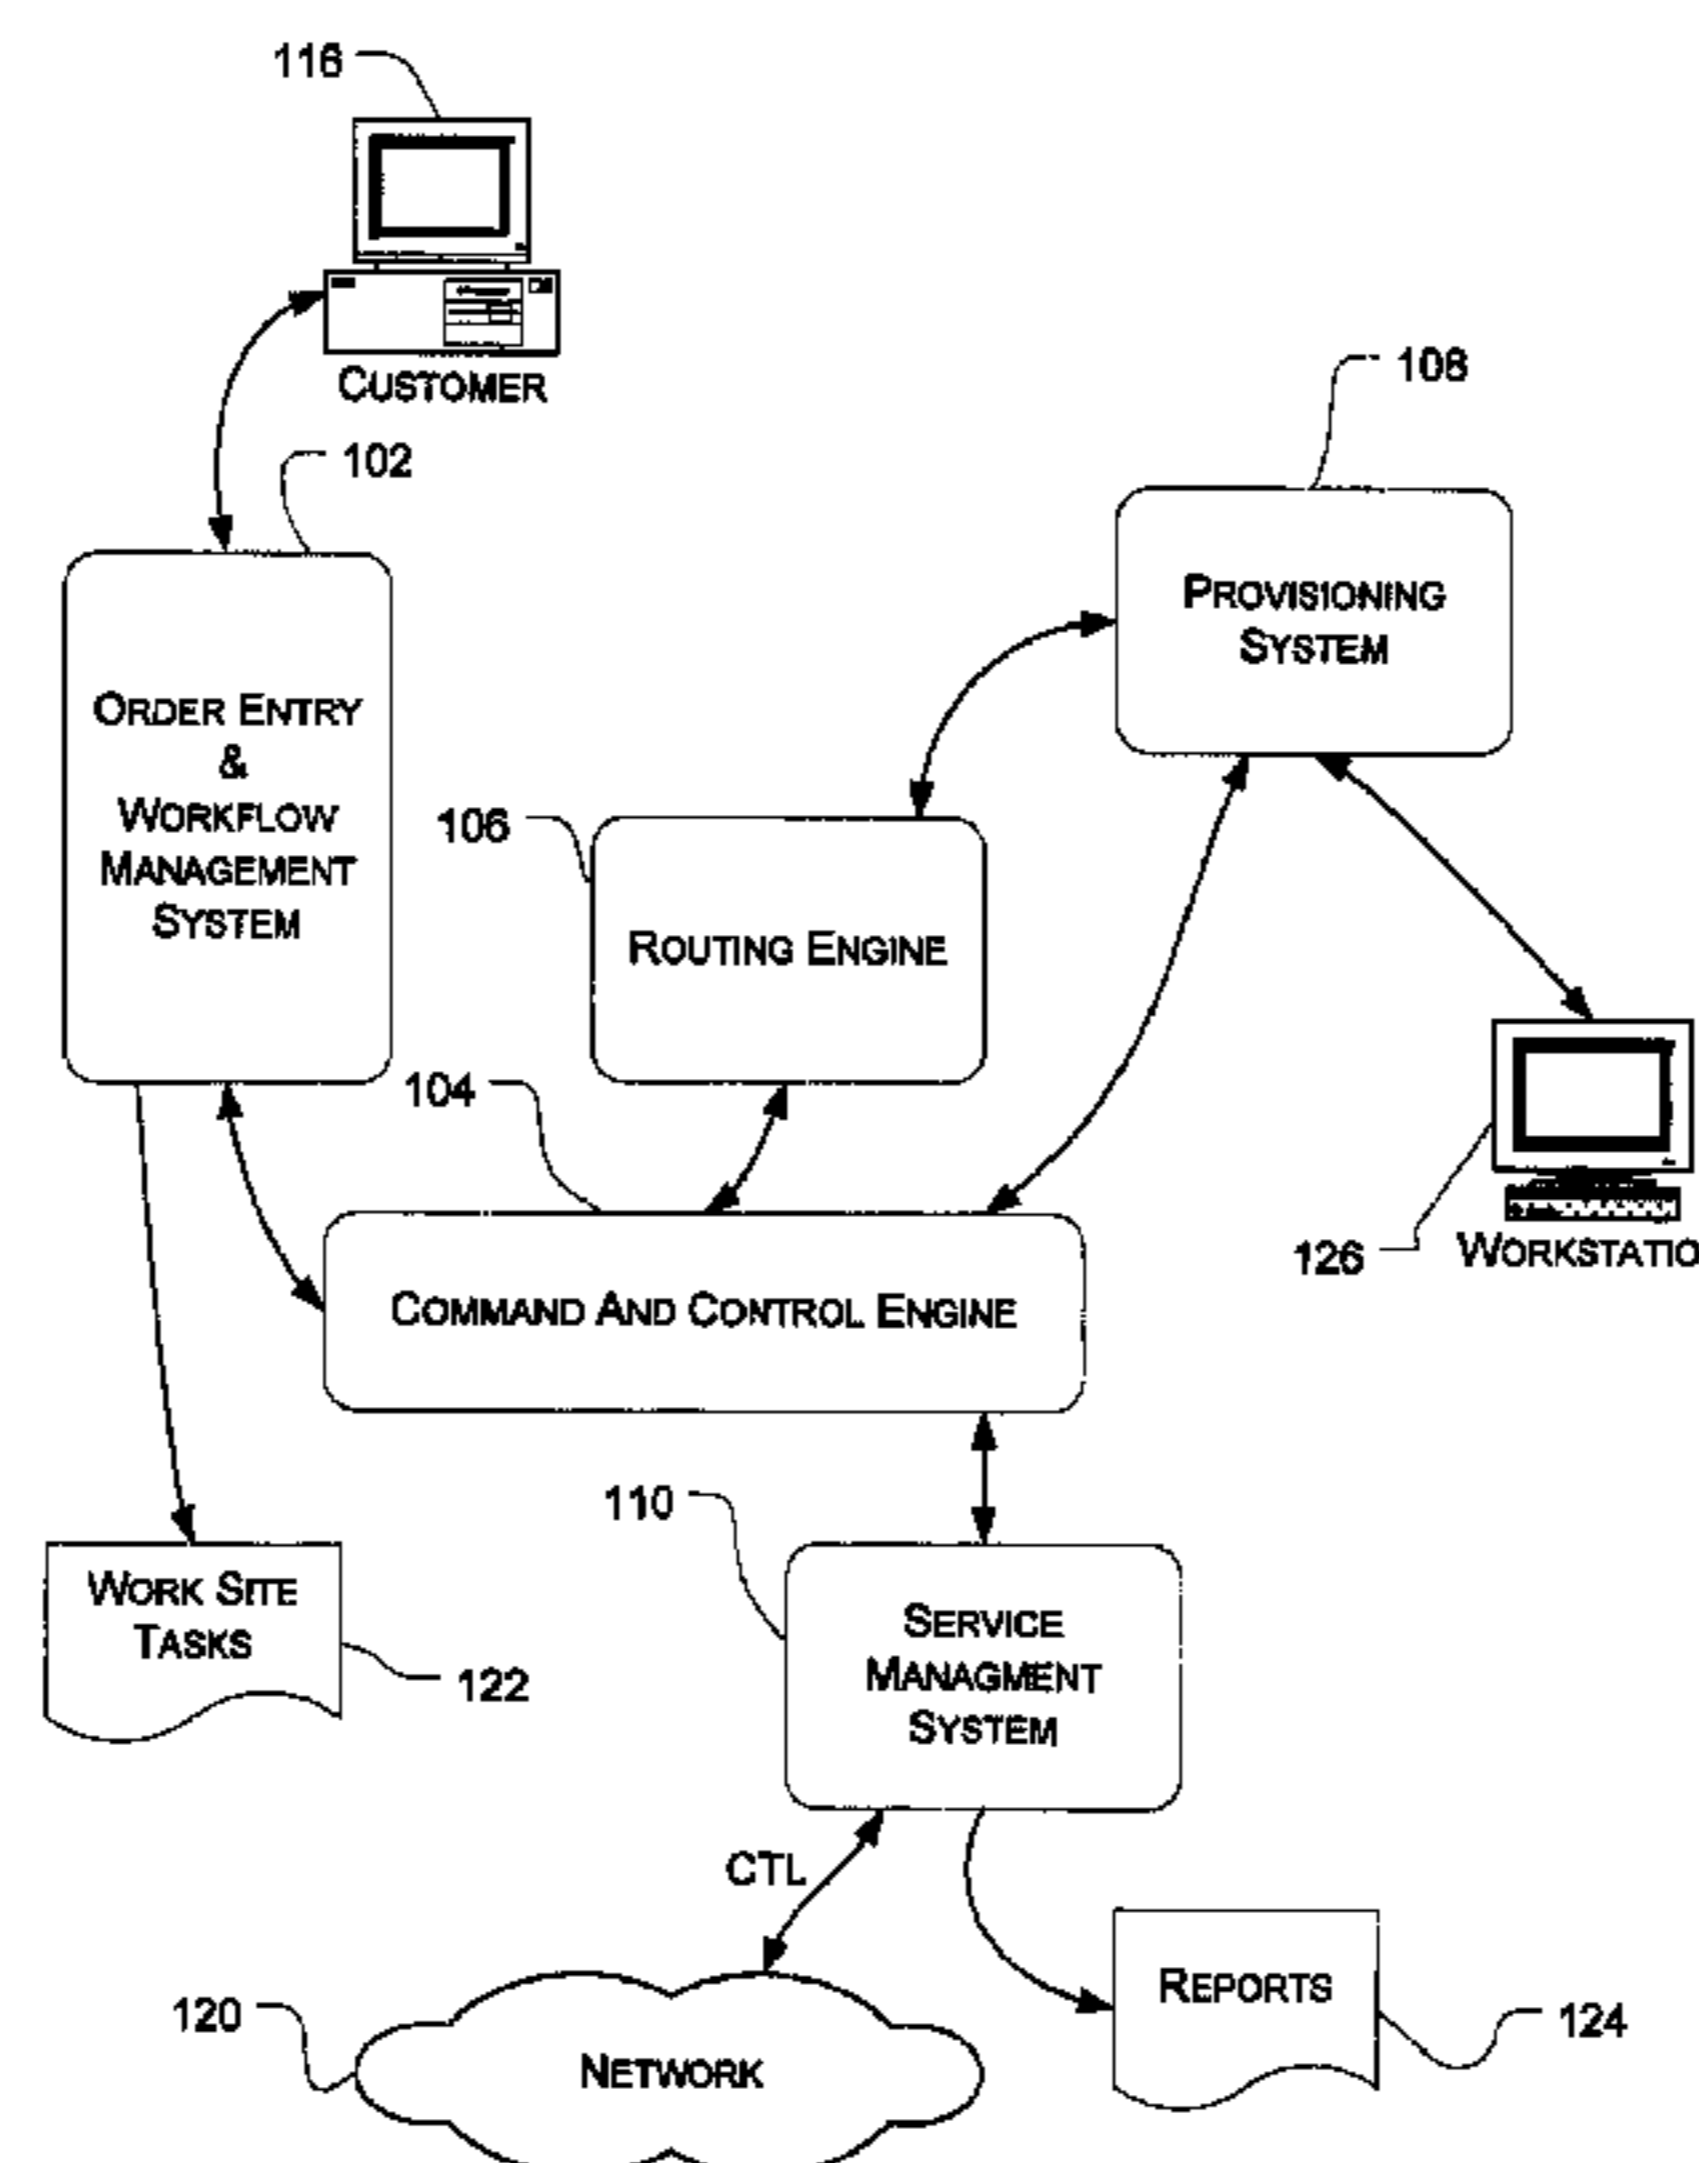 116
CUSTOMER
102
108
PROVISIONING
SYSTEM
ORDER ENTRY
&
WORKFLOW
MANAGEMENT
SYSTEM
106
ROUTING ENGINE
104
126
WORKSTATIO
COMMAND AND CONTROL ENGINE
110
WORK SITE
TASKS
122
SERVICE
MANAGMENT
SYSTEM
CTL
REPORTS
124
120
NETWORK